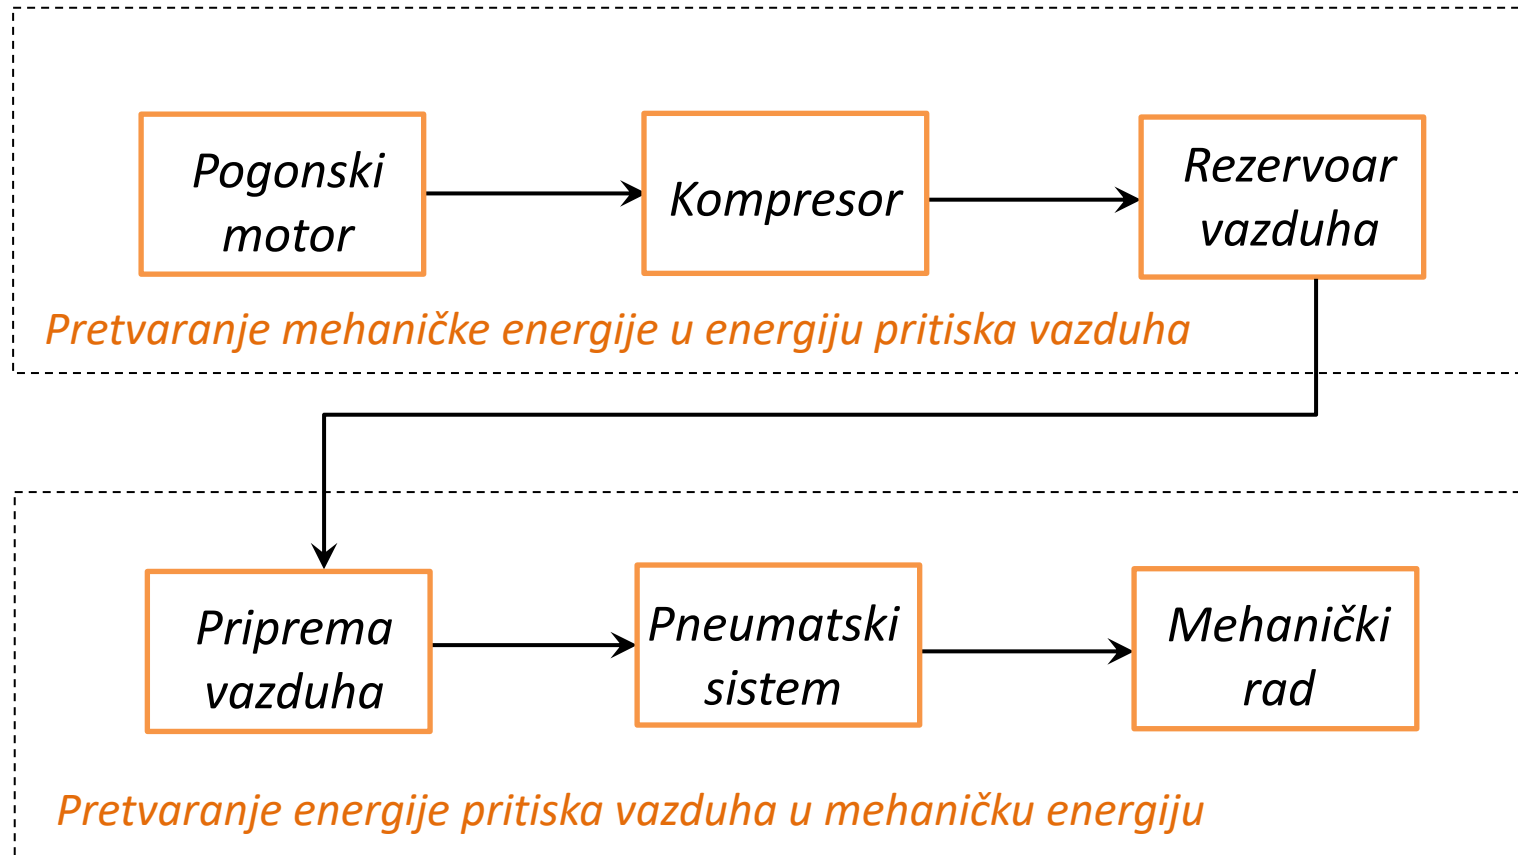 Pogonski
motor
Kompresor
Rezervoar
vazduha
Pretvaranje mehaničke energije u energiju pritiska vazduha
Priprema
vazduha
Pneumatski
sistem
Mehanički
rad
Pretvaranje energije pritiska vazduha u mehaničku energiju